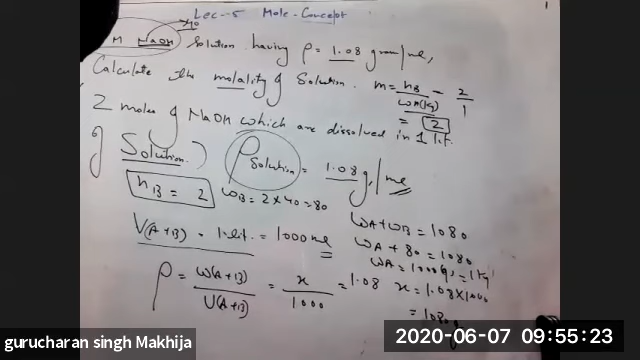 Lec-5 Mole-Concept
40
M NaOH Solution having ρ = 1.08 gram/ml,
Calculate the molality of Solution. m = nB/wA(kg) = 2/1
= 2
2 moles of NaOH which are dissolved in 1 lit.
of Solution)
ρ solution = 1.08 g/ml
nB = 2
wB = 2×40=80
wA+wB = 1080
V(A+B) = 1 lit. = 1000 ml
wA + 80 = 1080
wA = 1000g = 1kg
ρ = w(A+B)/V(A+B) = x/1000 = 1.08
x = 1.08×1000
= 1080g
gurucharan singh Makhija
2020-06-07 09:55:23